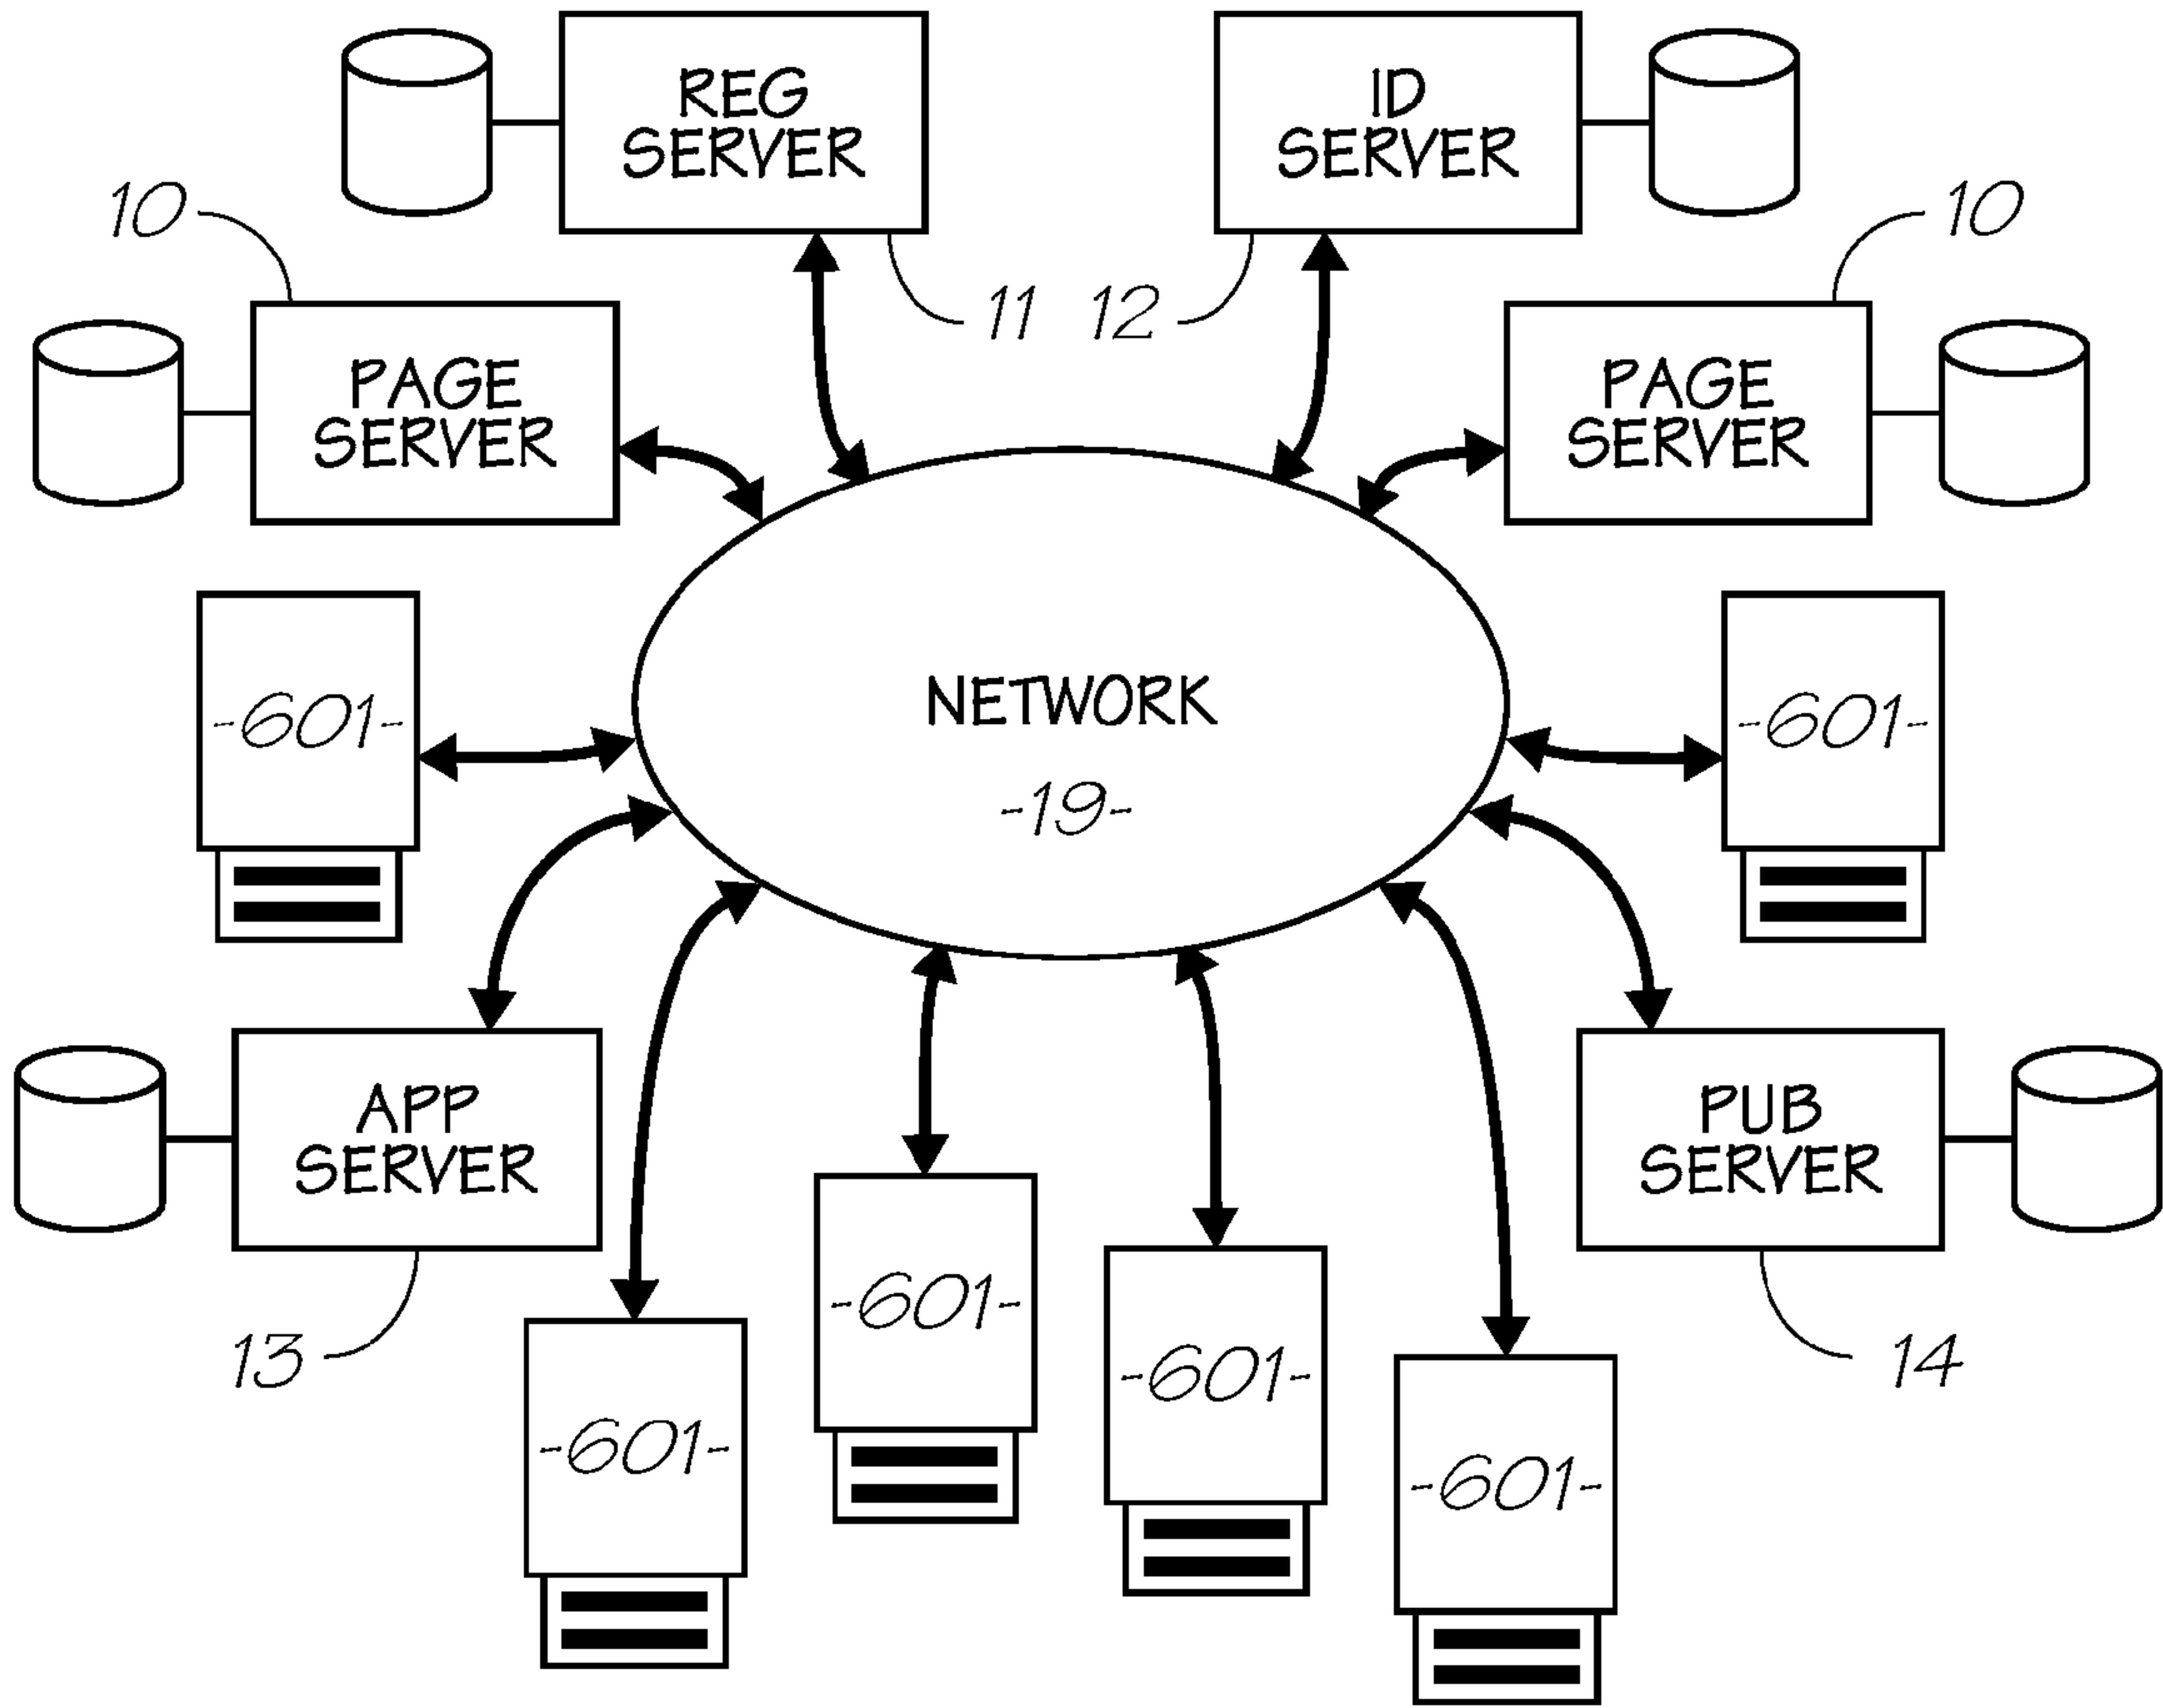 REG
SERVER
ID
SERVER
10
10
11
12
PAGE
SERVER
PAGE
SERVER
-601-
NETWORK
-19-
-601-
APP
SERVER
PUB
SERVER
13
-601-
-601-
-601-
-601-
14